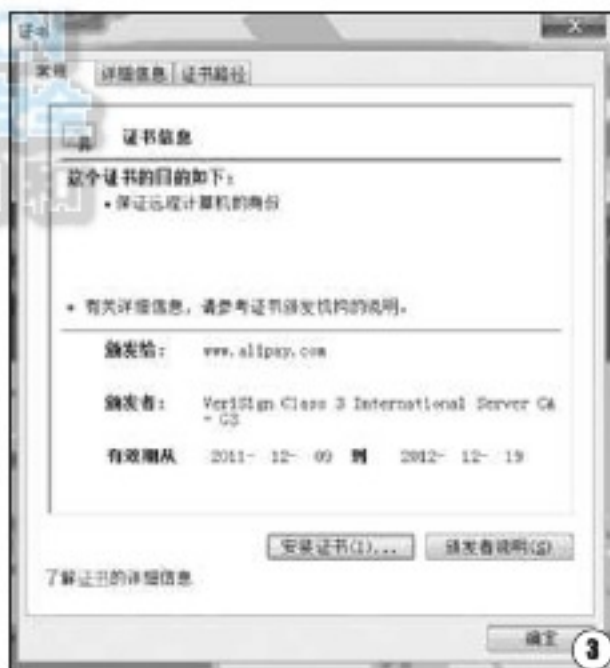 证书
常规 详细信息 证书路径
证书信息
这个证书的目的如下:
• 保证远程计算机的身份
* 有关详细信息，请参考证书颁发机构的说明。
颁发给: www.alipay.com
颁发者: VeriSign Class 3 International Server CA
- G3
有效期从 2011- 12- 09 到 2012- 12- 19
安装证书(I)... 颁发者说明(S)
了解证书的详细信息
确定
3